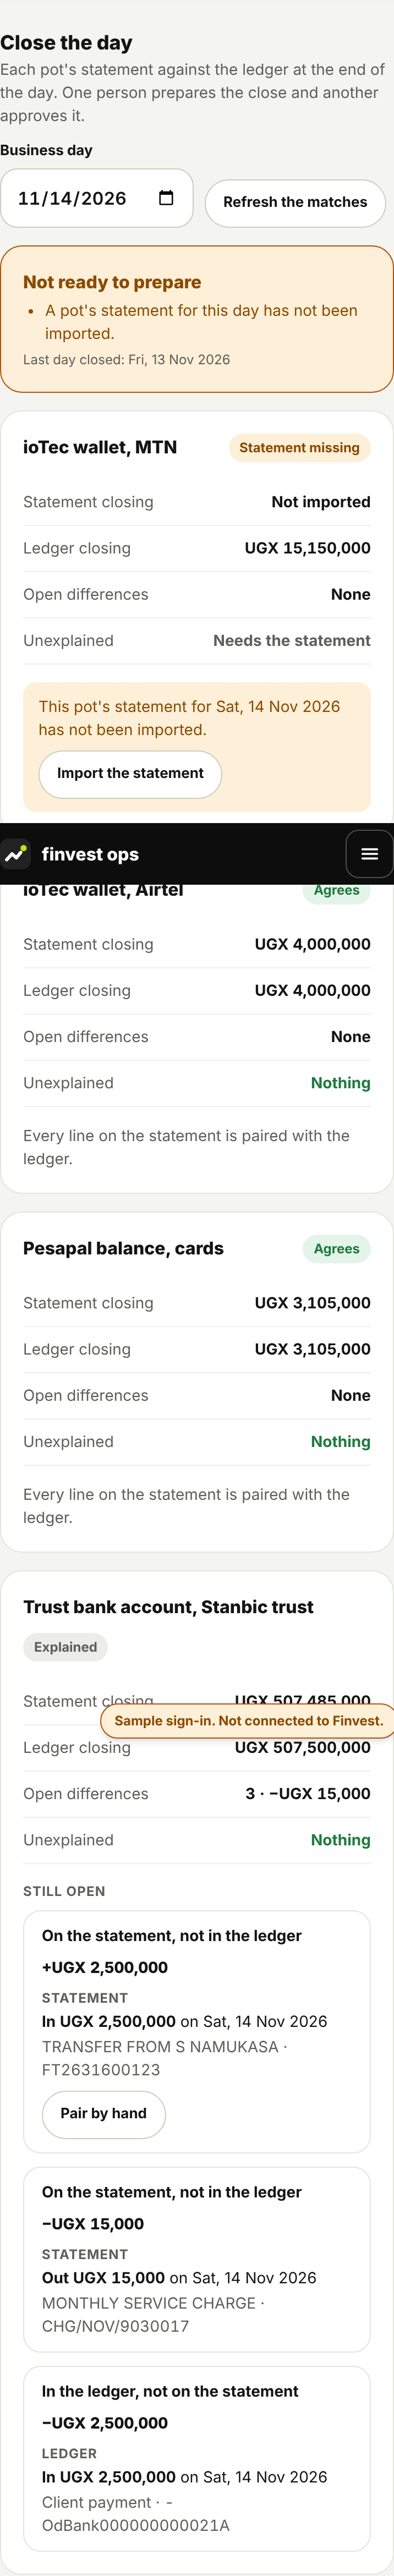 Close the day
Each pot's statement against the ledger at the end of
the day. One person prepares the close and another
approves it.
Business day
11/14/2026
Refresh the matches
Not ready to prepare
• A pot's statement for this day has not been
imported.
Last day closed: Fri, 13 Nov 2026
ioTec wallet, MTN
Statement missing
Statement closing Not imported
Ledger closing UGX 15,150,000
Open differences None
Unexplained Needs the statement
This pot's statement for Sat, 14 Nov 2026
has not been imported.
Import the statement
finvest ops
ioTec wallet, Airtel
Agrees
Statement closing UGX 4,000,000
Ledger closing UGX 4,000,000
Open differences None
Unexplained Nothing
Every line on the statement is paired with the
ledger.
Pesapal balance, cards
Agrees
Statement closing UGX 3,105,000
Ledger closing UGX 3,105,000
Open differences None
Unexplained Nothing
Every line on the statement is paired with the
ledger.
Trust bank account, Stanbic trust
Explained
Statement closing UGX 507,485,000
Sample sign-in. Not connected to Finvest.
Ledger closing UGX 507,500,000
Open differences 3 · −UGX 15,000
Unexplained Nothing
STILL OPEN
On the statement, not in the ledger
+UGX 2,500,000
STATEMENT
In UGX 2,500,000 on Sat, 14 Nov 2026
TRANSFER FROM S NAMUKASA ·
FT2631600123
Pair by hand
On the statement, not in the ledger
−UGX 15,000
STATEMENT
Out UGX 15,000 on Sat, 14 Nov 2026
MONTHLY SERVICE CHARGE ·
CHG/NOV/9030017
In the ledger, not on the statement
−UGX 2,500,000
LEDGER
In UGX 2,500,000 on Sat, 14 Nov 2026
Client payment · -
OdBank000000000021A